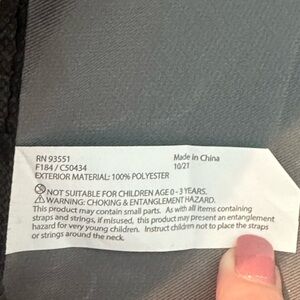 RN 93551 Made in China
F184 / C50434 10/21
EXTERIOR MATERIAL: 100% POLYESTER
NOT SUITABLE FOR CHILDREN AGE 0 - 3 YEARS.
⚠WARNING: CHOKING & ENTANGLEMENT HAZARD.
This product may contain small parts. As with all items containing
straps and strings, if misused, this product may present an entanglement
hazard for very young children. Instruct children not to place the straps
or strings around the neck.